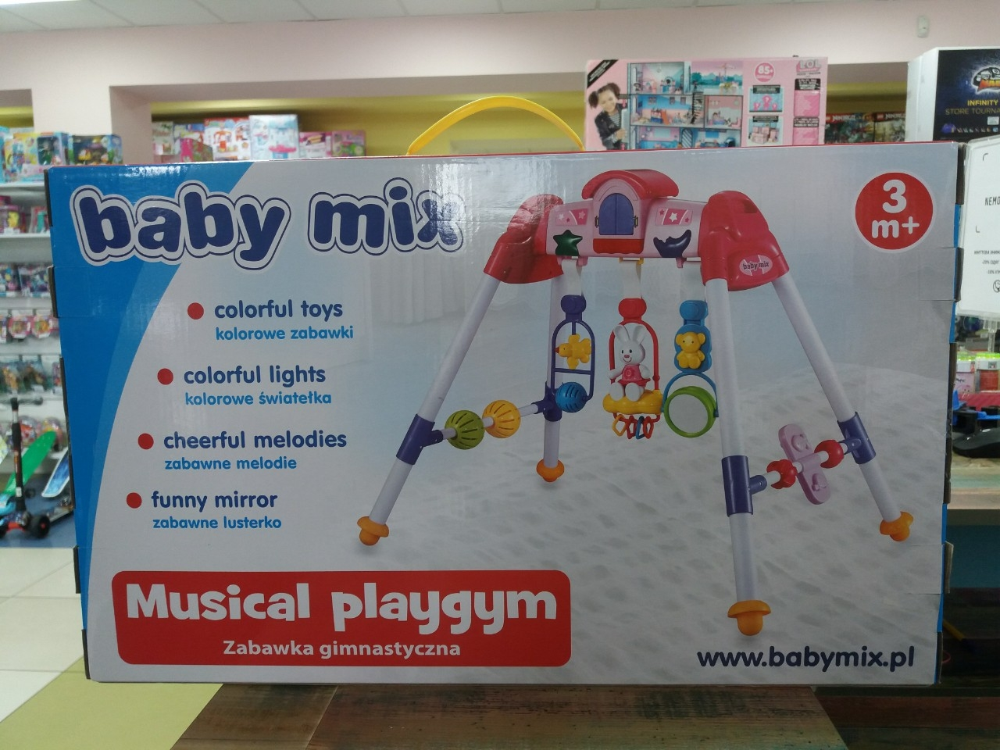 85+
INFINITY
STORE TOURNA
baby mix
3
m+
baby mix
colorful toys
kolorowe zabawki
colorful lights
kolorowe światełka
cheerful melodies
zabawne melodie
funny mirror
zabawne lusterko
Musical playgym
Zabawka gimnastyczna
www.babymix.pl